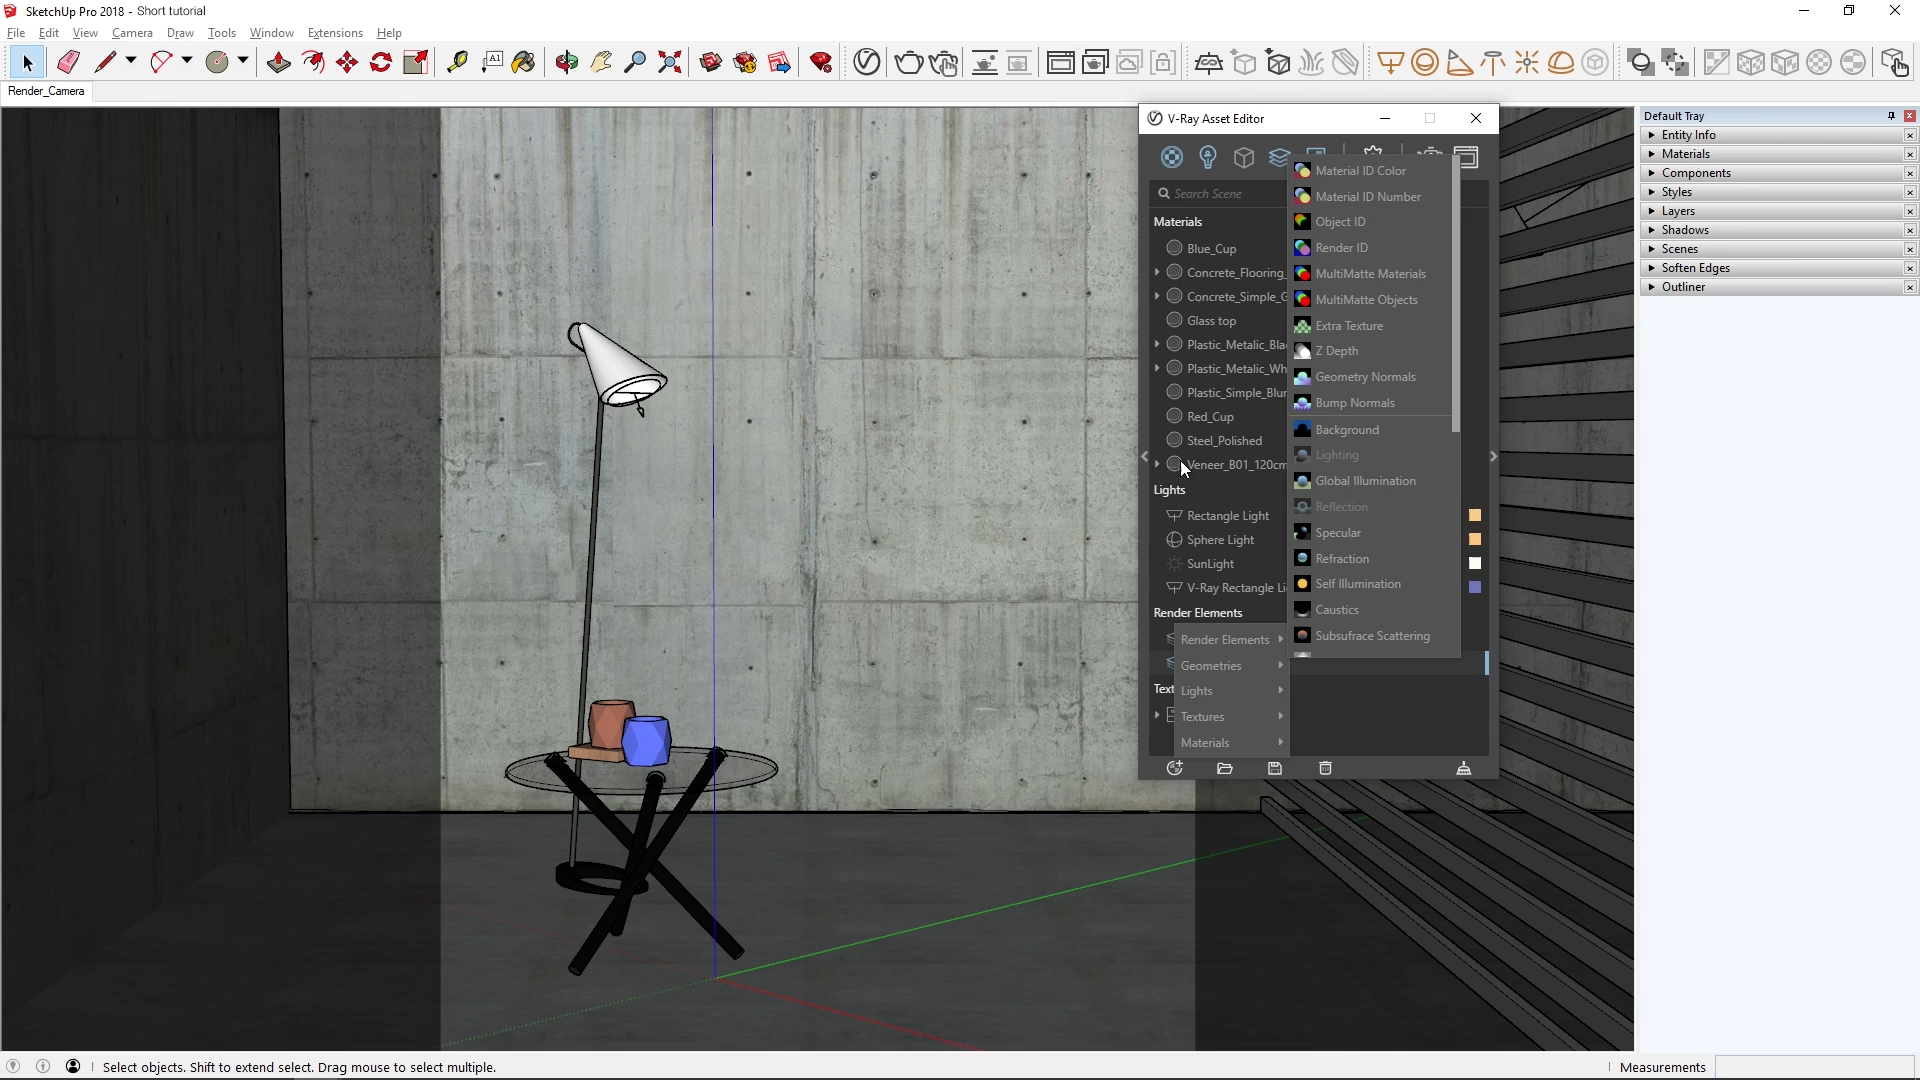 SketchUp Pro 2018 - Short tutorial
File Edit View Camera Draw Tools Window Extensions Help
A1
Render_Camera
V-Ray Asset Editor
Search Scene
Materials
Blue_Cup
Concrete_Flooring_
Concrete_Simple_G
Glass top
Plastic_Metalic_Bla
Plastic_Metalic_Wh
Plastic_Simple_Blur
Red_Cup
Steel_Polished
Veneer_B01_120cm
Lights
Rectangle Light
Sphere Light
SunLight
V-Ray Rectangle Li
Render Elements
Text
Render Elements
Geometries
Lights
Textures
Materials
Material ID Color
Material ID Number
Object ID
Render ID
MultiMatte Materials
MultiMatte Objects
Extra Texture
Z Depth
Geometry Normals
Bump Normals
Background
Lighting
Global Illumination
Reflection
Specular
Refraction
Self Illumination
Caustics
Subsufrace Scattering
Default Tray
Entity Info
Materials
Components
Styles
Layers
Shadows
Scenes
Soften Edges
Outliner
Select objects. Shift to extend select. Drag mouse to select multiple.
Measurements